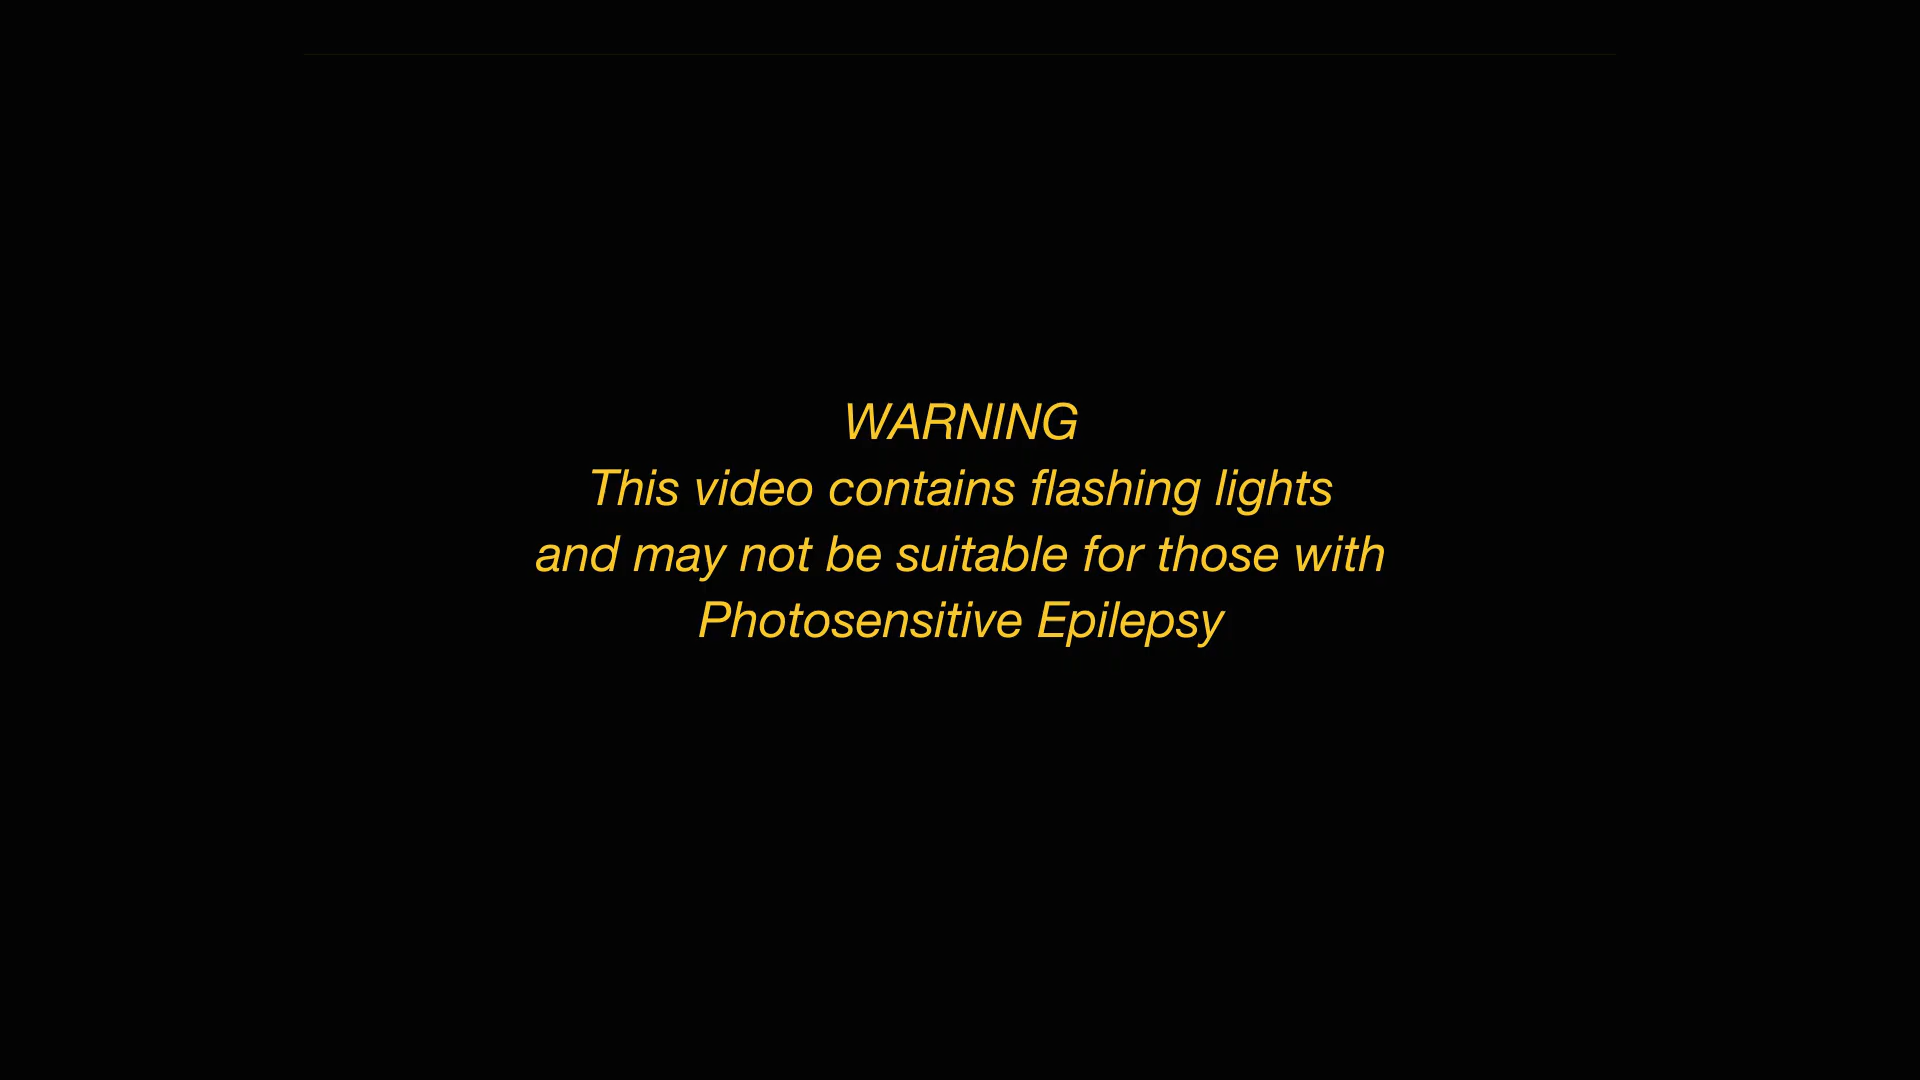 WARNING
This video contains flashing lights
and may not be suitable for those with
Photosensitive Epilepsy